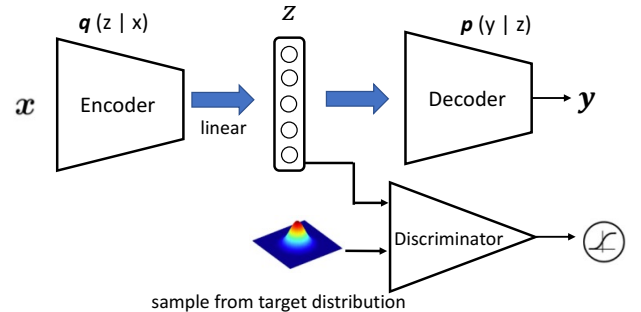 q (z | x)
z
p (y | z)
x
Encoder
linear
Decoder
y
Discriminator
sample from target distribution